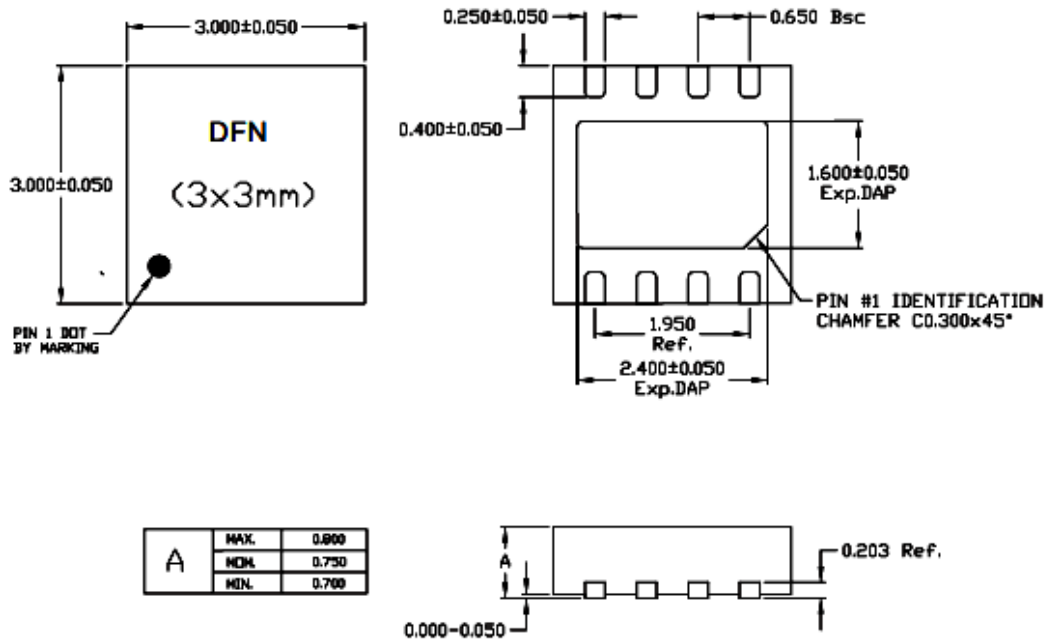 3.000±0.050
0.250±0.050
0.650 Bsc
DFN
(3x3mm)
3.000±0.050
0.400±0.050
1.600±0.050
Exp.DAP
PIN 1 DOT
BY MARKING
PIN #1 IDENTIFICATION
CHAMFER C0.300x45°
1.950
Ref.
2.400±0.050
Exp.DAP
A
MAX. 0.800
NOM. 0.750
MIN. 0.700
A
0.203 Ref.
0.000-0.050